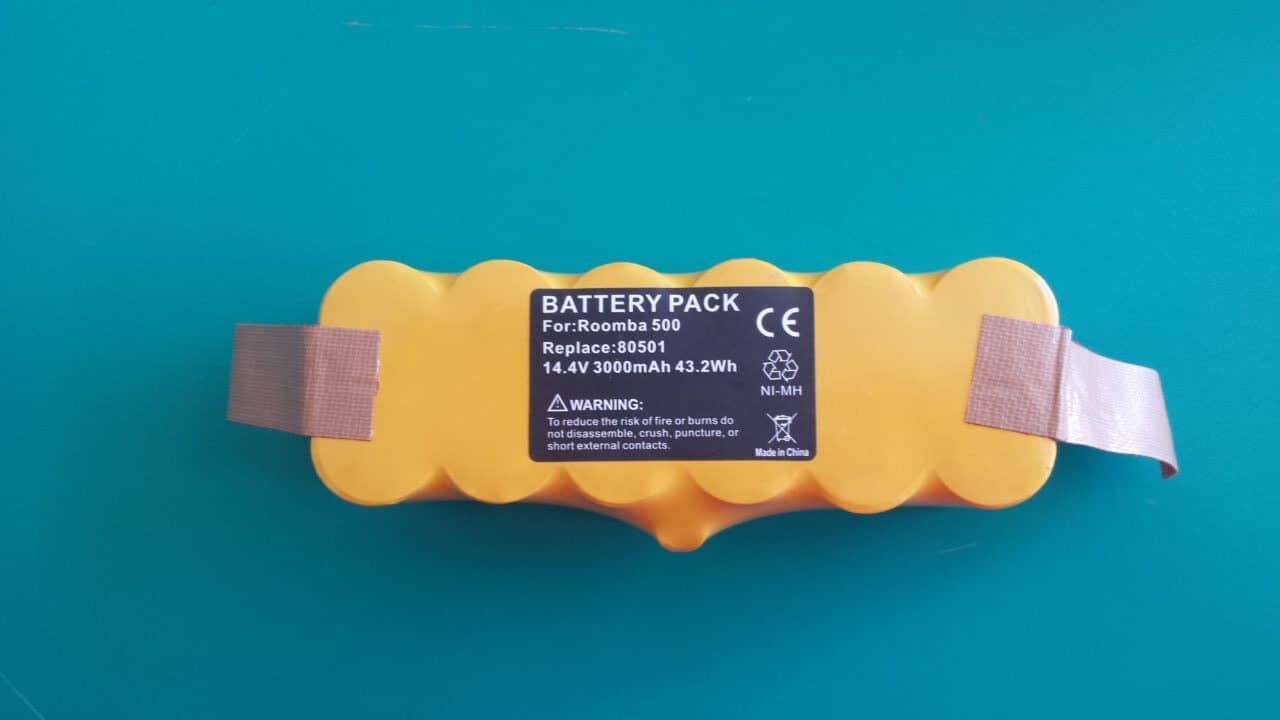 BATTERY PACK
For:Roomba 500
Replace:80501
14.4V 3000mAh 43.2Wh
WARNING:
To reduce the risk of fire or burns do
not disassemble, crush, puncture, or
short external contacts.
CE
NI-MH
Made in China